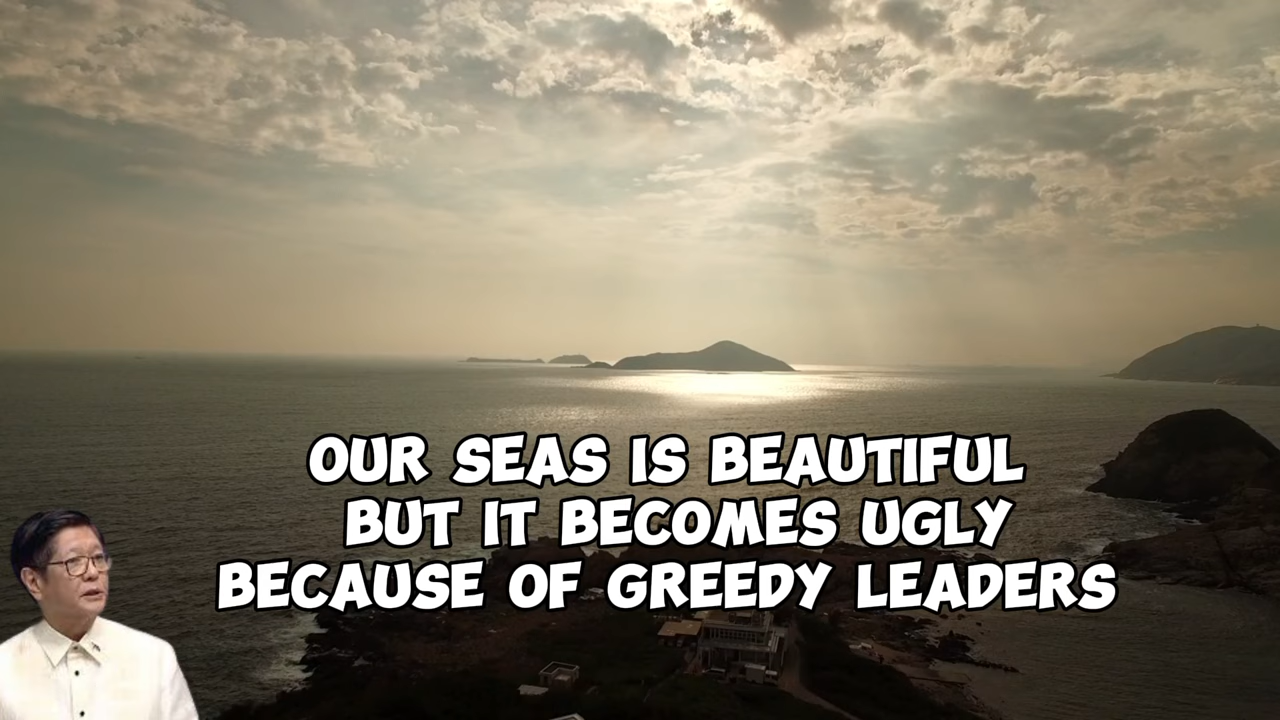 OUR SEAS IS BEAUTIFUL
BUT IT BECOMES UGLY
BECAUSE OF GREEDY LEADERS